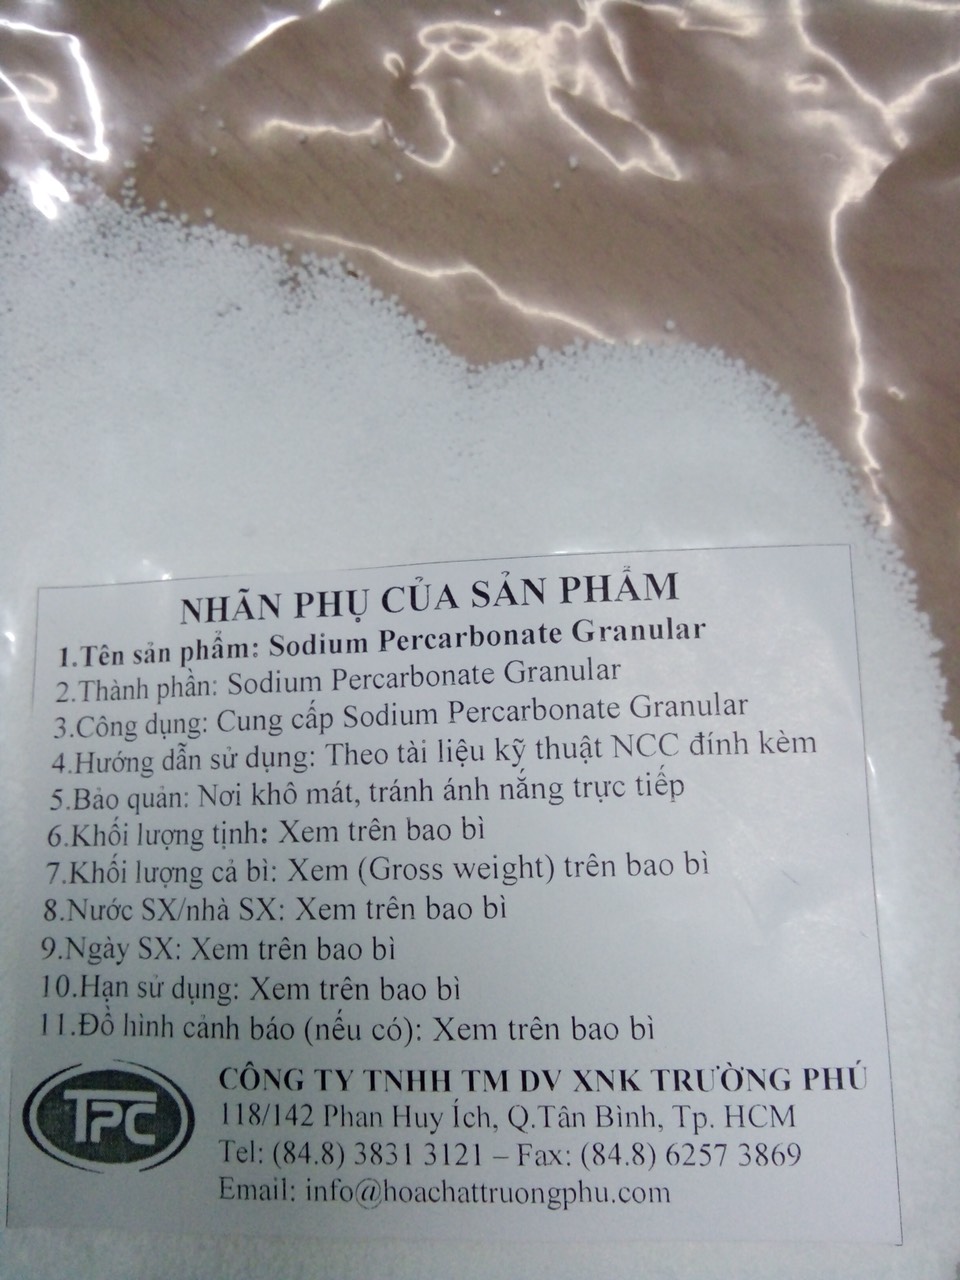 NHÃN PHỤ CỦA SẢN PHẨM
1.Tên sản phẩm: Sodium Percarbonate Granular
2.Thành phần: Sodium Percarbonate Granular
3.Công dụng: Cung cấp Sodium Percarbonate Granular
4.Hướng dẫn sử dụng: Theo tài liệu kỹ thuật NCC đính kèm
5.Bảo quản: Nơi khô mát, tránh ánh nắng trực tiếp
6.Khối lượng tịnh: Xem trên bao bì
7.Khối lượng cả bì: Xem (Gross weight) trên bao bì
8.Nước SX/nhà SX: Xem trên bao bì
9.Ngày SX: Xem trên bao bì
10.Hạn sử dụng: Xem trên bao bì
11.Đồ hình cảnh báo (nếu có): Xem trên bao bì
TPC
CÔNG TY TNHH TM DV XNK TRƯỜNG PHÚ
118/142 Phan Huy Ích, Q.Tân Bình, Tp. HCM
Tel: (84.8) 3831 3121 – Fax: (84.8) 6257 3869
Email: info@hoachattruongphu.com